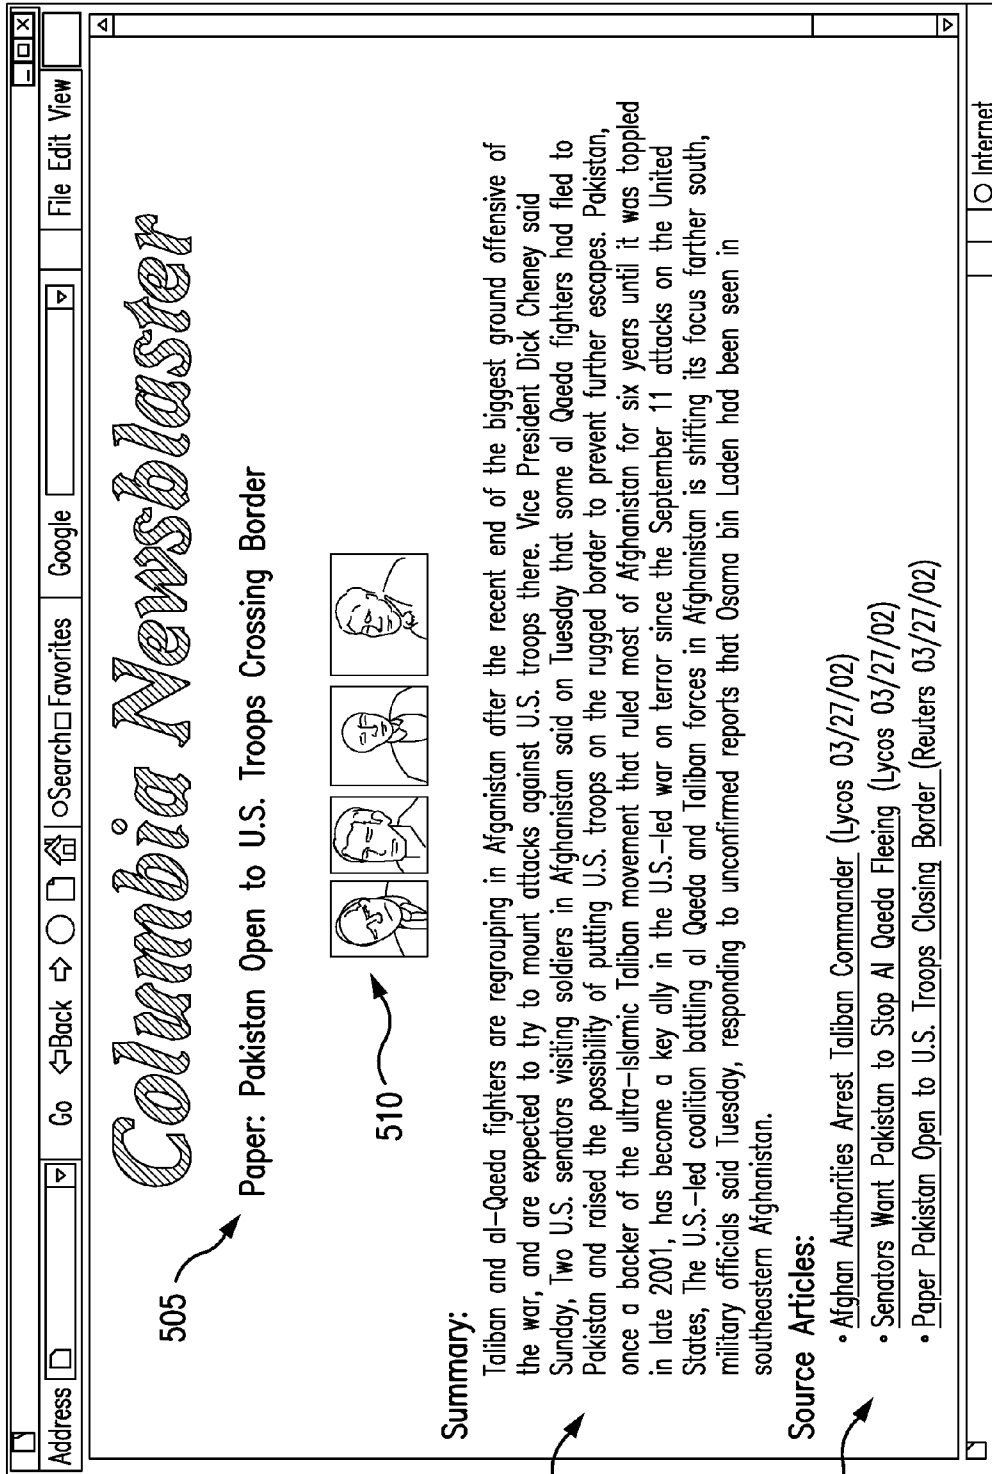 Address
Go
Back
Search
Favorites
Google
File Edit View
Columbia Newsblaster
505
Paper: Pakistan Open to U.S. Troops Crossing Border
510
Summary:
Taliban and al-Qaeda fighters are regrouping in Afganistan after the recent end of the biggest ground offensive of
the war, and are expected to try to mount attacks against U.S. troops there. Vice President Dick Cheney said
Sunday, Two U.S. senators visiting soldiers in Afghanistan said on Tuesday that some al Qaeda fighters had fled to
Pakistan and raised the possibility of putting U.S. troops on the rugged border to prevent further escapes. Pakistan,
once a backer of the ultra-Islamic Taliban movement that ruled most of Afghanistan for six years until it was toppled
in late 2001, has become a key ally in the U.S.-led war on terror since the September 11 attacks on the United
States, The U.S.-led coalition battling al Qaeda and Taliban forces in Afghanistan is shifting its focus farther south,
military officials said Tuesday, responding to unconfirmed reports that Osama bin Laden had been seen in
southeastern Afghanistan.
Source Articles:
• Afghan Authorities Arrest Taliban Commander (Lycos 03/27/02)
• Senators Want Pakistan to Stop Al Qaeda Fleeing (Lycos 03/27/02)
• Paper Pakistan Open to U.S. Troops Closing Border (Reuters 03/27/02)
Internet